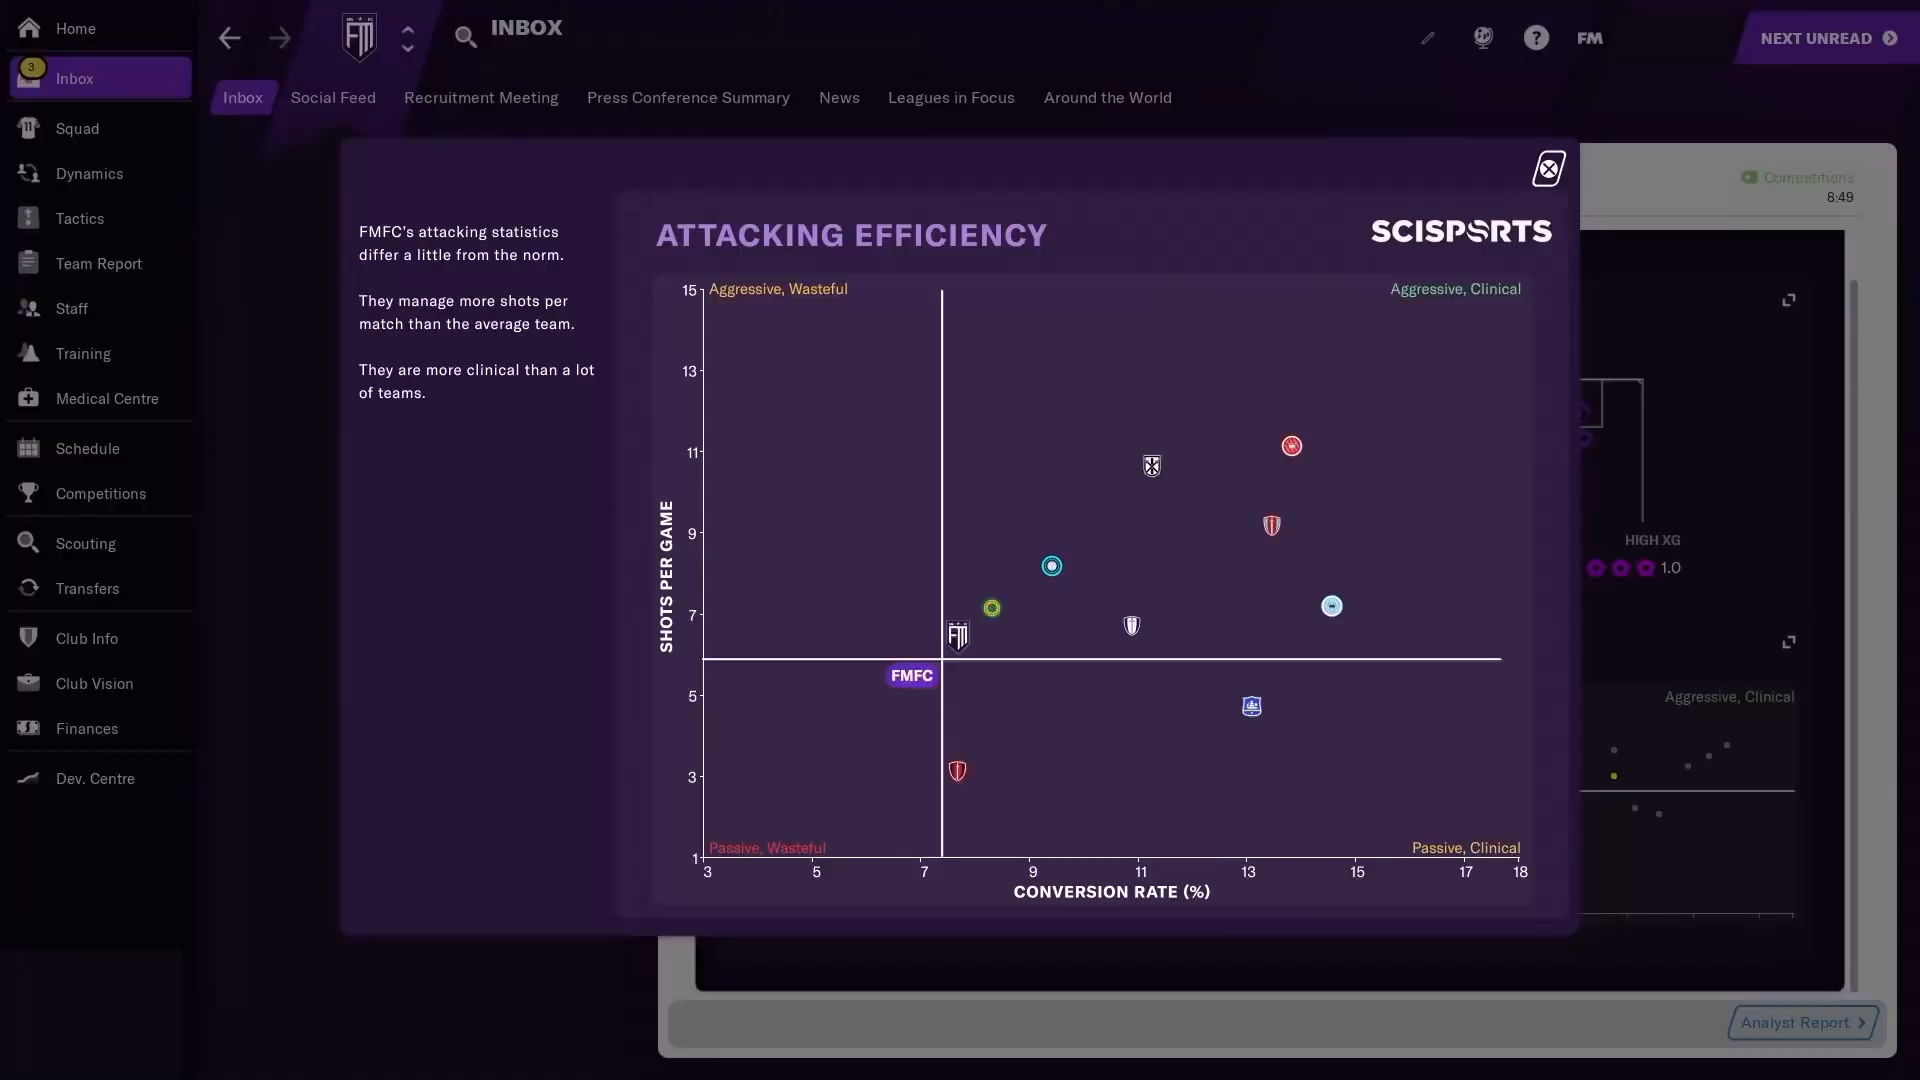 Home
3
Inbox
Squad
Dynamics
Tactics
Team Report
Staff
Training
Medical Centre
Schedule
Competitions
Scouting
Transfers
Club Info
Club Vision
Finances
Dev. Centre
INBOX
FM
NEXT UNREAD
Inbox
Social Feed
Recruitment Meeting
Press Conference Summary
News
Leagues in Focus
Around the World
Competitions
8:49
FMFC's attacking statistics
differ a little from the norm.
They manage more shots per
match than the average team.
They are more clinical than a lot
of teams.
ATTACKING EFFICIENCY
SCISPORTS
Aggressive, Wasteful
Aggressive, Clinical
15
13
11
9
7
5
3
1
SHOTS PER GAME
FMFC
Passive, Wasteful
Passive, Clinical
3
5
7
9
11
13
15
17
18
CONVERSION RATE (%)
HIGH XG
1.0
Aggressive, Clinical
Analyst Report